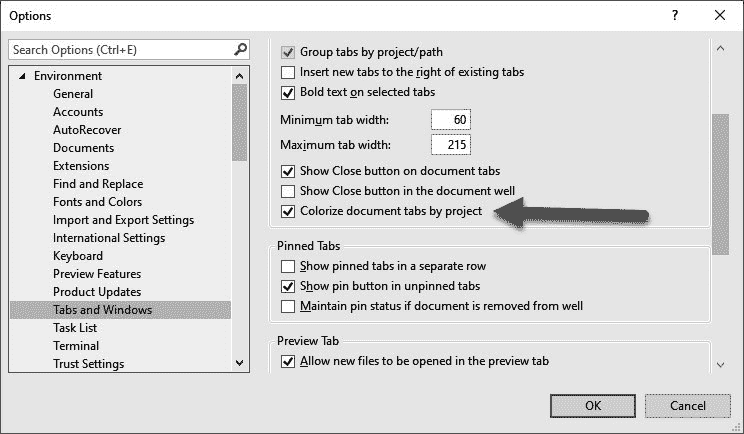 Options
?
Search Options (Ctrl+E)
Environment
General
Accounts
AutoRecover
Documents
Extensions
Find and Replace
Fonts and Colors
Import and Export Settings
International Settings
Keyboard
Preview Features
Product Updates
Tabs and Windows
Task List
Terminal
Trust Settings
Group tabs by project/path
Insert new tabs to the right of existing tabs
Bold text on selected tabs
Minimum tab width: 60
Maximum tab width: 215
Show Close button on document tabs
Show Close button in the document well
Colorize document tabs by project
Pinned Tabs
Show pinned tabs in a separate row
Show pin button in unpinned tabs
Maintain pin status if document is removed from well
Preview Tab
Allow new files to be opened in the preview tab
OK
Cancel